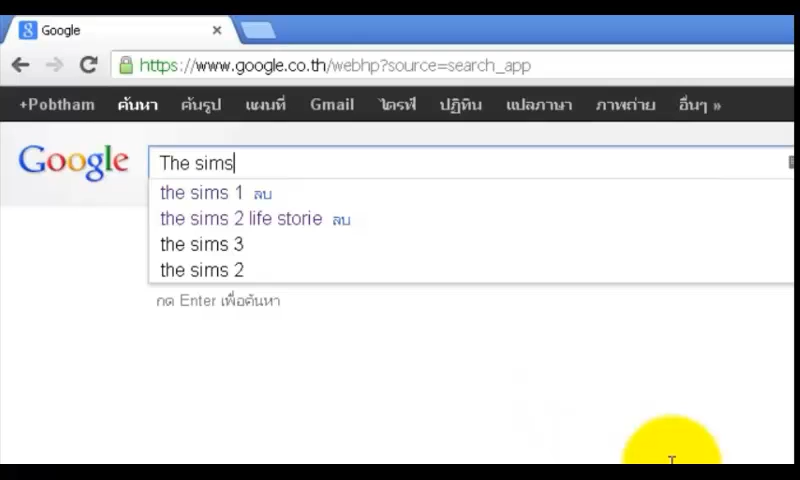 Google
https://www.google.co.th/webhp?source=search_app
+Pobtham ค้นหา ค้นรูป แผนที่ Gmail ไดรฟ์ ปฏิทิน แปลภาษา ภาพถ่าย อื่นๆ »
Google The sims
the sims 1 ลบ
the sims 2 life storie ลบ
the sims 3
the sims 2
กด Enter เพื่อค้นหา